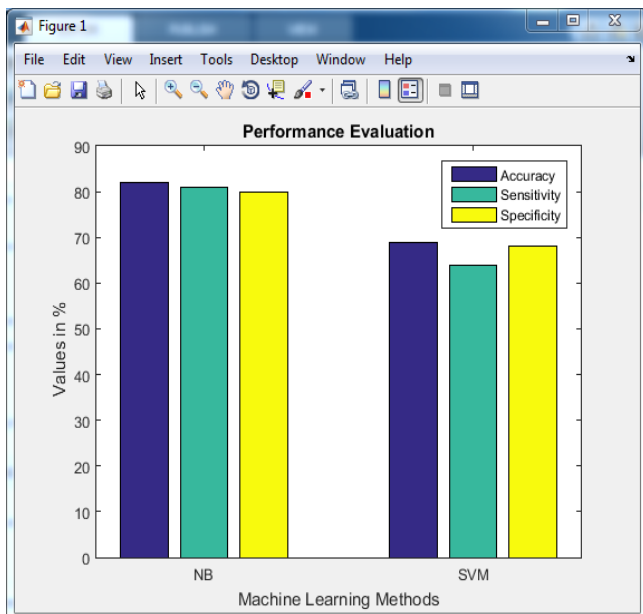 Figure 1
File Edit View Insert Tools Desktop Window Help
Performance Evaluation
90
80
70
60
50
40
30
20
10
0
Values in %
Accuracy
Sensitivity
Specificity
NB SVM
Machine Learning Methods